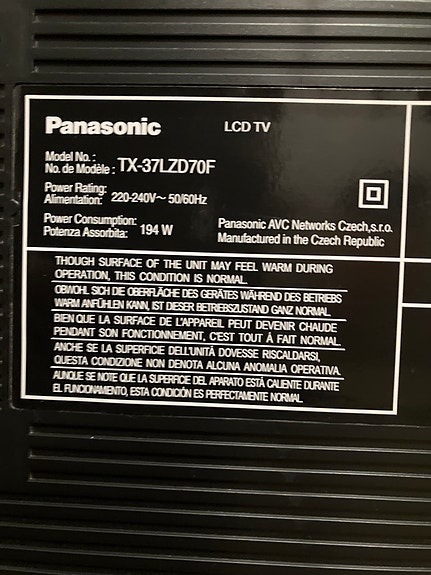 Panasonic LCD TV
Model No. :
No. de Modèle : TX-37LZD70F
Power Rating:
Alimentation: 220-240V~ 50/60Hz
Power Consumption:
Potenza Assorbita: 194 W
Panasonic AVC Networks Czech,s.r.o.
Manufactured in the Czech Republic
THOUGH SURFACE OF THE UNIT MAY FEEL WARM DURING
OPERATION, THIS CONDITION IS NORMAL.
OBWOHL SICH DIE OBERFLÄCHE DES GERÄTES WÄHREND DES BETRIEBS
WARM ANFÜHLEN KANN, IST DIESER BETRIEBSZUSTAND GANZ NORMAL.
BIEN QUE LA SURFACE DE L'APPAREIL PEUT DEVENIR CHAUDE
PENDANT SON FONCTIONNEMENT, C'EST TOUT À FAIT NORMAL.
ANCHE SE LA SUPERFICIE DELL'UNITÀ DOVESSE RISCALDARSI,
QUESTA CONDIZIONE NON DENOTA ALCUNA ANOMALIA OPERATIVA.
AUNQUE SE NOTE QUE LA SUPERFICIE DEL APARATO ESTÁ CALIENTE DURANTE
EL FUNCIONAMIENTO, ESTA CONDICIÓN ES PERFECTAMENTE NORMAL.